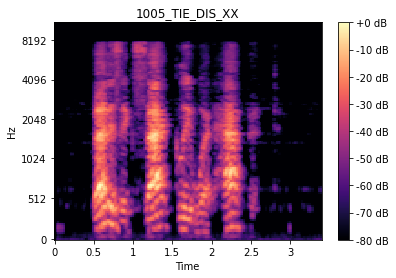 1005_TIE_DIS_XX
8192
4096
2048
1024
512
0
Hz
0 0.5 1 1.5 2 2.5 3
Time
+0 dB
-10 dB
-20 dB
-30 dB
-40 dB
-50 dB
-60 dB
-70 dB
-80 dB